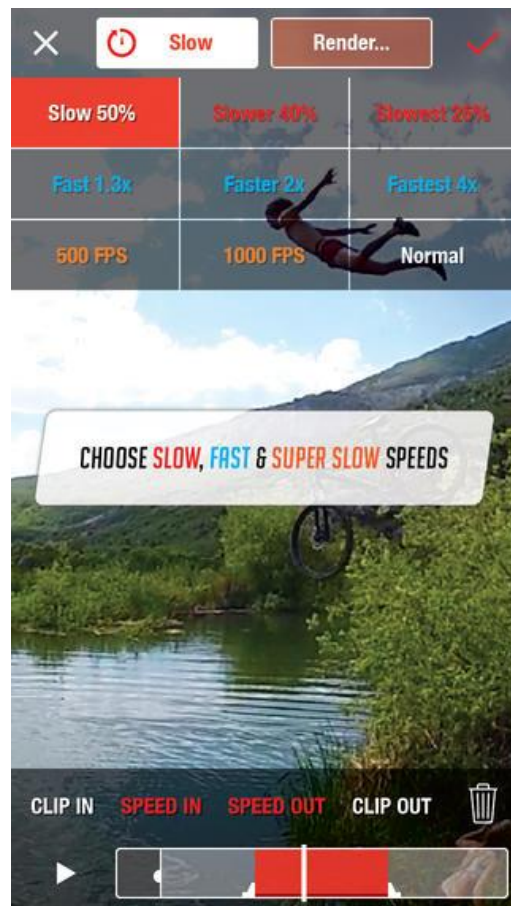 Slow Render...
Slow 50% Slower 40% Slowest 25%
Fast 1.3x Faster 2x Fastest 4x
500 FPS 1000 FPS Normal
CHOOSE SLOW, FAST & SUPER SLOW SPEEDS
CLIP IN SPEED IN SPEED OUT CLIP OUT